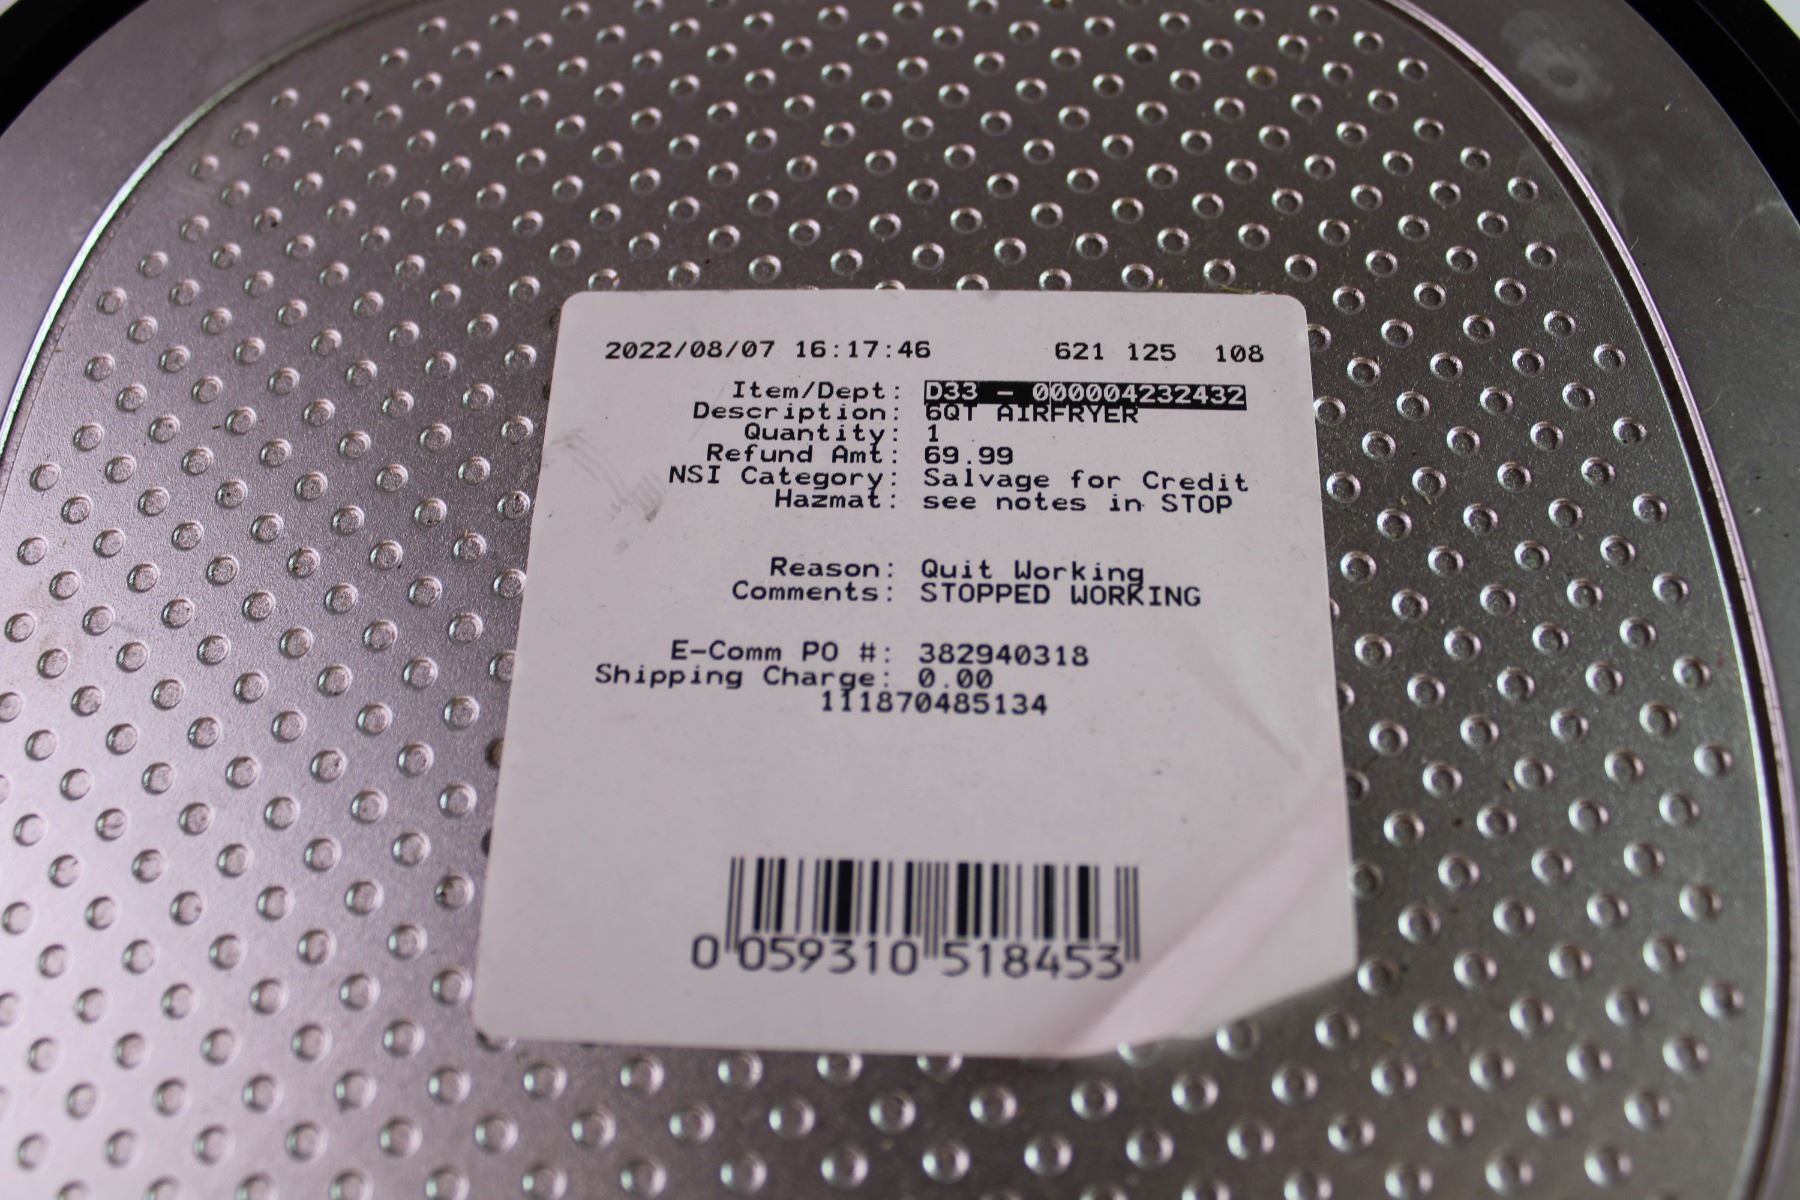 2022/08/07 16:17:46 621 125 108
Item/Dept: D33 - 000004232432
Description: 6QT AIRFRYER
Quantity: 1
Refund Amt: 69.99
NSI Category: Salvage for Credit
Hazmat: see notes in STOP
Reason: Quit Working
Comments: STOPPED WORKING
E-Comm PO #: 382940318
Shipping Charge: 0.00
111870485134
0 059310 518453